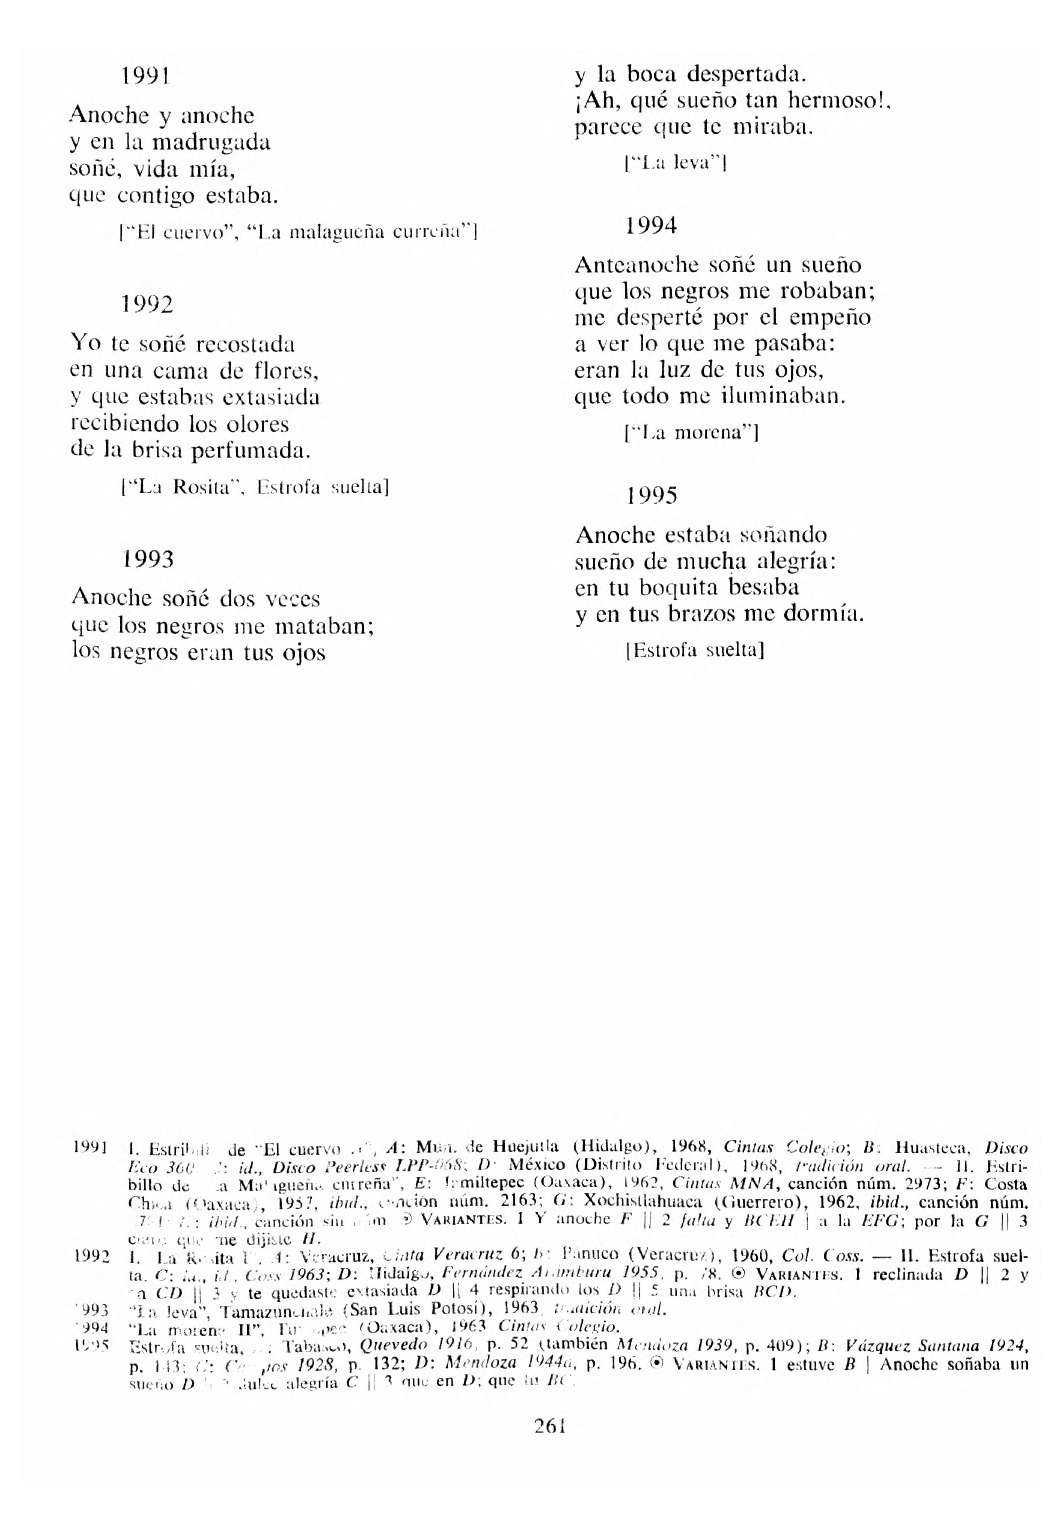 1991
Anoche y anoche
y en la madrugada
soñé, vida mía,
que contigo estaba.
[“El cuervo”, “La malagueña curreña”]
1992
Yo te soñé recostada
en una cama de flores,
y que estabas extasiada
recibiendo los olores
de la brisa perfumada.
[“La Rosita”, Estrofa suelta]
1993
Anoche soñé dos veces
que los negros me mataban;
los negros eran tus ojos
y la boca despertada.
¡Ah, qué sueño tan hermoso!,
parece que te miraba.
[“La leva”]
1994
Anteanoche soñé un sueño
que los negros me robaban;
me desperté por el empeño
a ver lo que me pasaba:
eran la luz de tus ojos,
que todo me iluminaban.
[“La morena”]
1995
Anoche estaba soñando
sueño de mucha alegría:
en tu boquita besaba
y en tus brazos me dormía.
[Estrofa suelta]
1991 I. de “El cuervo A: de Huejutla (Hidalgo), 1968, Cintas Colegio; B: Huasteca, Disco
Eco id., Disco Peerless D: México (Distrito Federal), 1968, tradición oral. — II. Estri-
billo de E: (Oaxaca), 1962, Cintas MNA, canción núm. 2973; F: Costa
(Oaxaca), 1957, ibid., canción núm. 2163; G: Xochistlahuaca (Guerrero), 1962, ibid., canción núm.
ibid., canción ⊙ VARIANTES. 1 Y anoche F || 2 falta y BCEH | a la EFG; por la G || 3
que me dijiste H.
1992 I. A: Veracruz, Cinta Veracruz 6; B: Pánuco (Veracruz), 1960, Col. Coss. — II. Estrofa suel-
ta. C: Coss 1963; D: Hidalgo, Fernández 1955, p. 78. ⊙ VARIANTES. 1 reclinada D || 2 y
CD || 3 y te quedaste extasiada D || 4 respirando los D || 5 una brisa BCD.
1993 “La leva”, (San Luis Potosí), 1963, tradición oral.
1994 “La morena II”, (Oaxaca), 1963 Cintas Colegio.
1995 Estrofa suelta, Tabasco, Quevedo 1916, p. 52 (también Mendoza 1939, p. 409); B: Vázquez Santana 1924,
p. 143; C: 1928, p. 132; D: Mendoza 1944a, p. 196. ⊙ VARIANTES. 1 estuve B | Anoche soñaba un
sueño D alegría C || 3 que en D; que
261